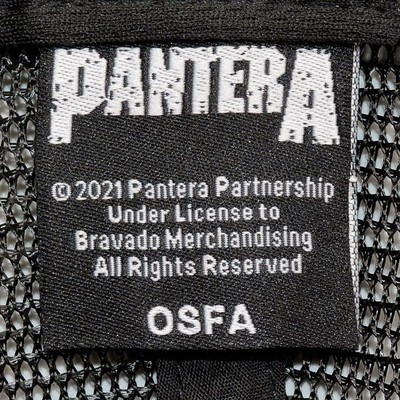 PANTERA
© 2021 Pantera Partnership
Under License to
Bravado Merchandising
All Rights Reserved
OSFA